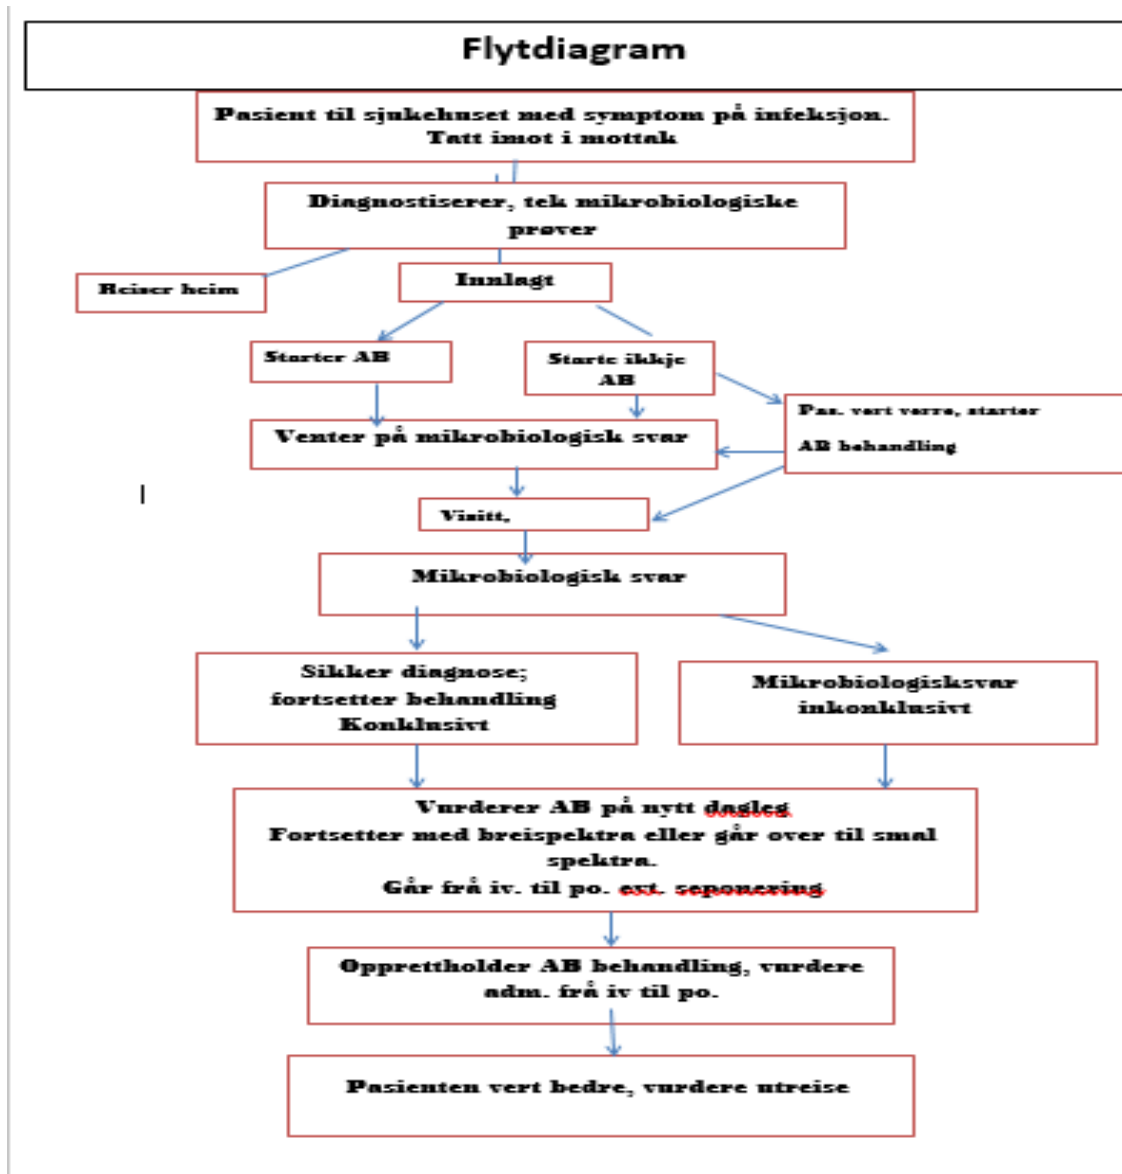 Flytdiagram
Pasient til sjukehuset med symptom på infeksjon.
Tatt imot i mottak
Diagnostiserer, tek mikrobiologiske
prøver
Reiser heim
Innlagt
Starter AB
Starte ikkje
AB
Pas. vert verre, starter
AB behandling
Venter på mikrobiologisk svar
Visitt,
Mikrobiologisk svar
Sikker diagnose;
fortsetter behandling
Konklusivt
Mikrobiologisksvar
inkonklusivt
Vurderer AB på nytt dagleg
Fortsetter med breispektra eller går over til smal
spektra.
Går frå iv. til po. evt. seponering
Opprettholder AB behandling, vurdere
adm. frå iv til po.
Pasienten vert bedre, vurdere utreise